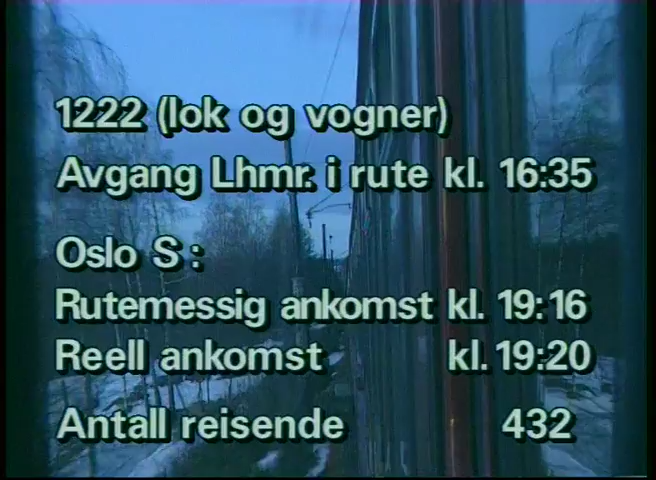 1222 (lok og vogner)
Avgang Lhmr. i rute kl. 16:35
Oslo S :
Rutemessig ankomst kl. 19:16
Reell ankomst kl. 19:20
Antall reisende 432